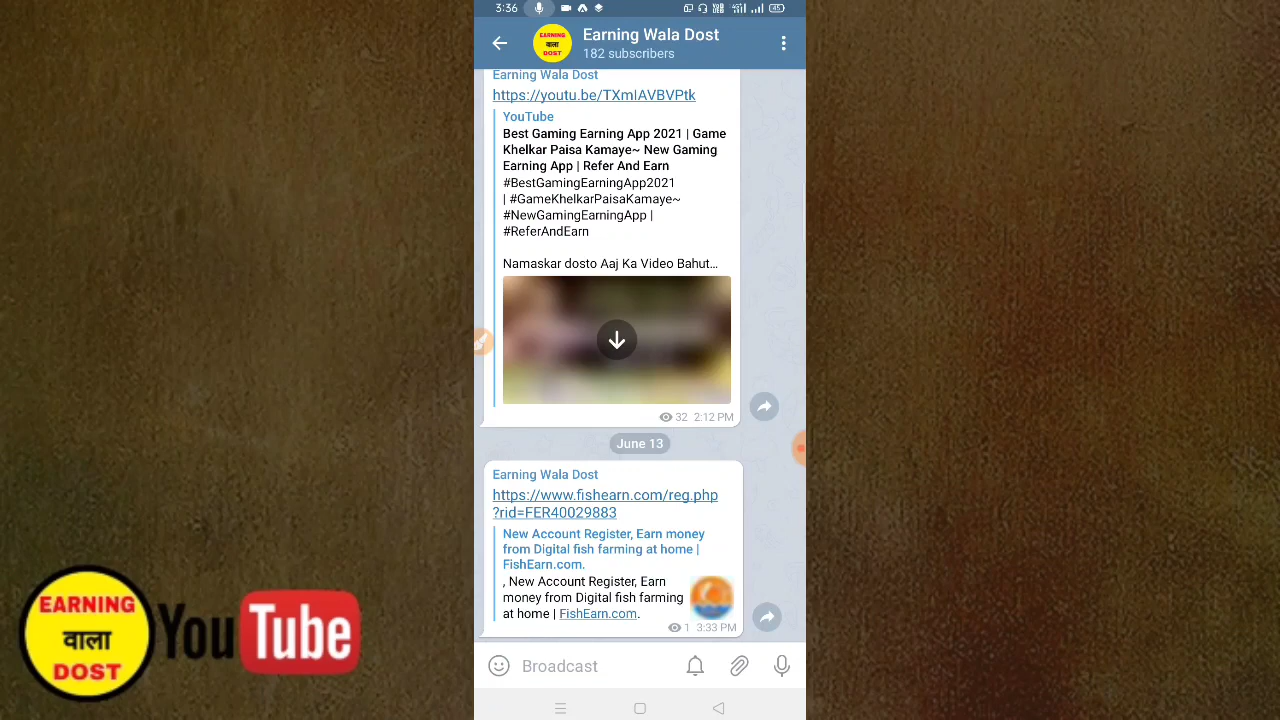 3:36
45
Earning Wala Dost
182 subscribers
EARNING
वाला
DOST
Earning Wala Dost
https://youtu.be/TXmIAVBVPtk
YouTube
Best Gaming Earning App 2021 | Game
Khelkar Paisa Kamaye~ New Gaming
Earning App | Refer And Earn
#BestGamingEarningApp2021
| #GameKhelkarPaisaKamaye~
#NewGamingEarningApp |
#ReferAndEarn
Namaskar dosto Aaj Ka Video Bahut...
32 2:12 PM
June 13
Earning Wala Dost
https://www.fishearn.com/reg.php
?rid=FER40029883
New Account Register, Earn money
from Digital fish farming at home |
FishEarn.com.
, New Account Register, Earn
money from Digital fish farming
at home | FishEarn.com.
1 3:33 PM
Broadcast
EARNING
वाला
DOST
YouTube